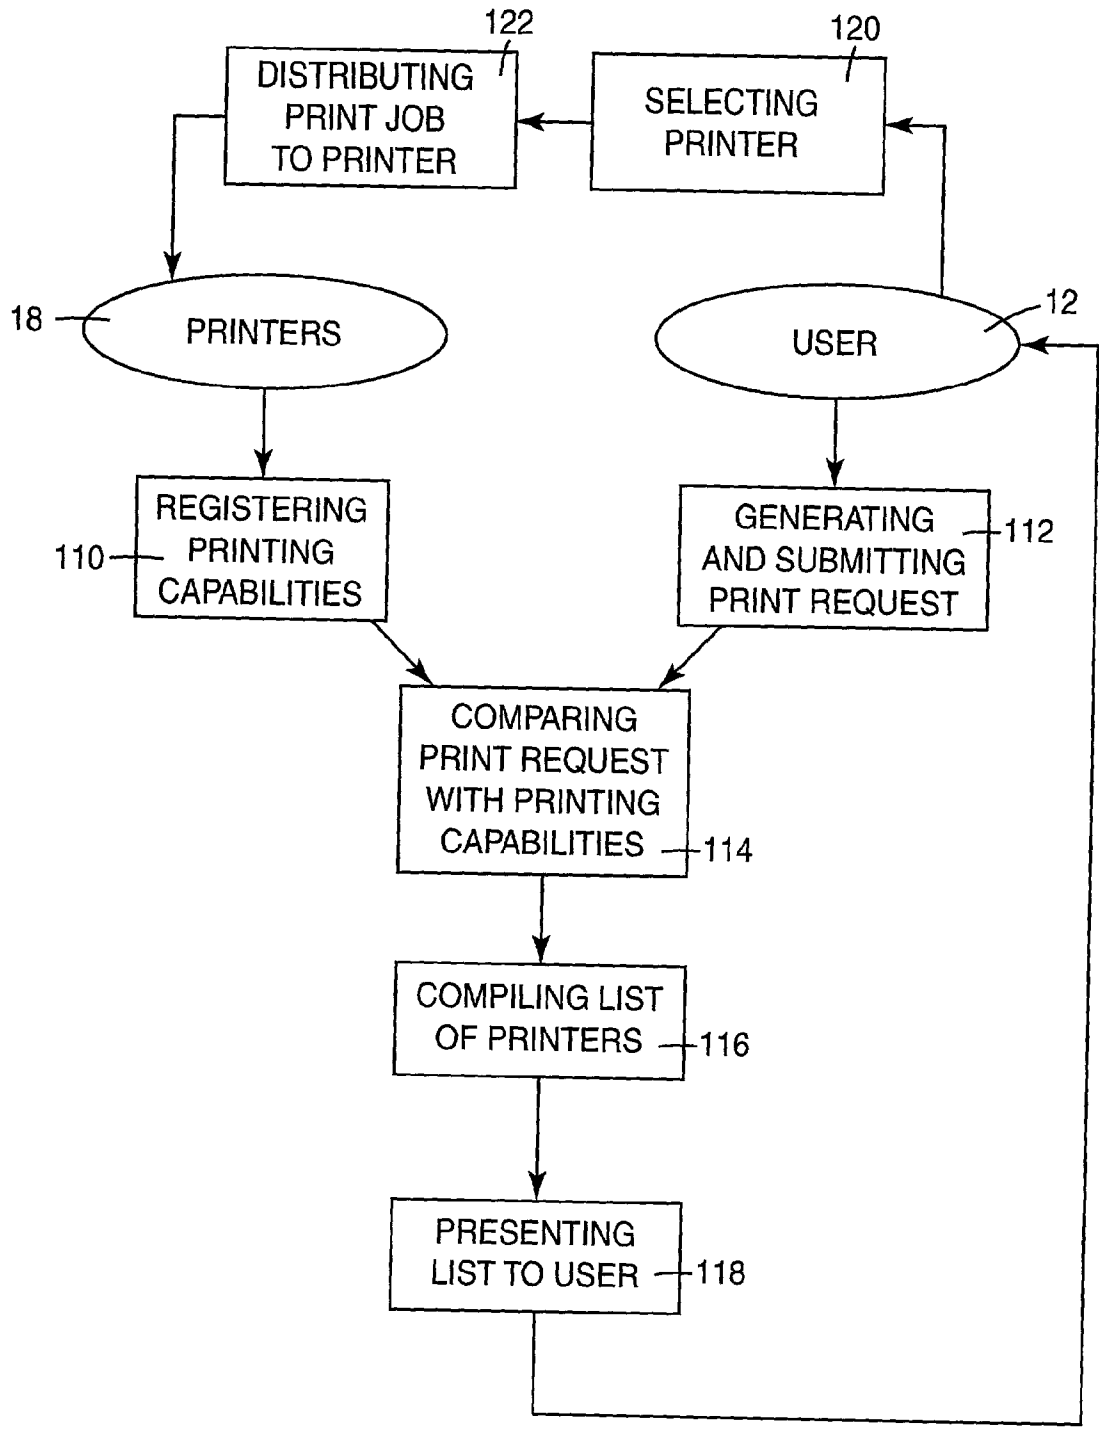 122
120
DISTRIBUTING
PRINT JOB
TO PRINTER
SELECTING
PRINTER
18
PRINTERS
12
USER
REGISTERING
PRINTING
CAPABILITIES
110
GENERATING
AND SUBMITTING
PRINT REQUEST
112
COMPARING
PRINT REQUEST
WITH PRINTING
CAPABILITIES
114
COMPILING LIST
OF PRINTERS
116
PRESENTING
LIST TO USER
118